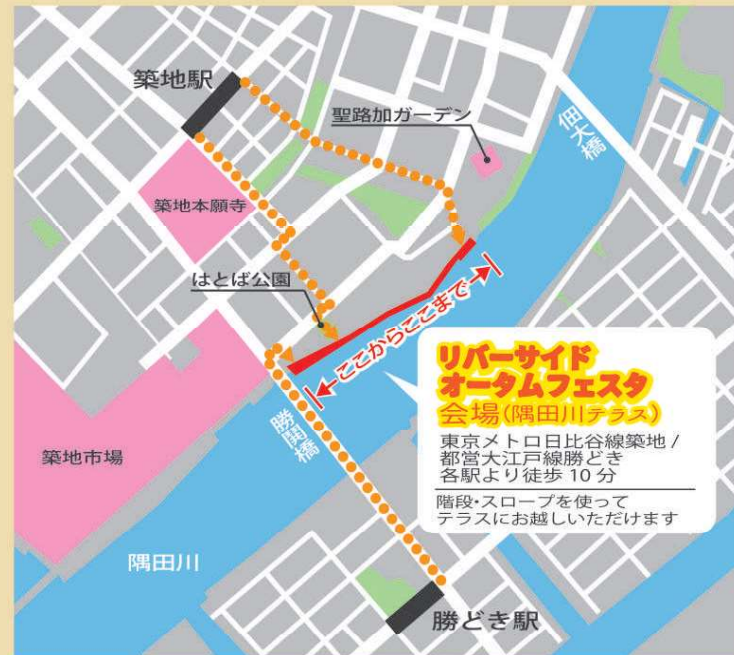 築地駅
聖路加ガーデン
佃大橋
築地本願寺
はとば公園
ここからここまで
リバーサイド
オータムフェスタ
会場(隅田川テラス)
東京メトロ日比谷線築地/
都営大江戸線勝どき
各駅より徒歩10分
階段・スロープを使って
テラスにお越しいただけます
勝鬨橋
築地市場
隅田川
勝どき駅